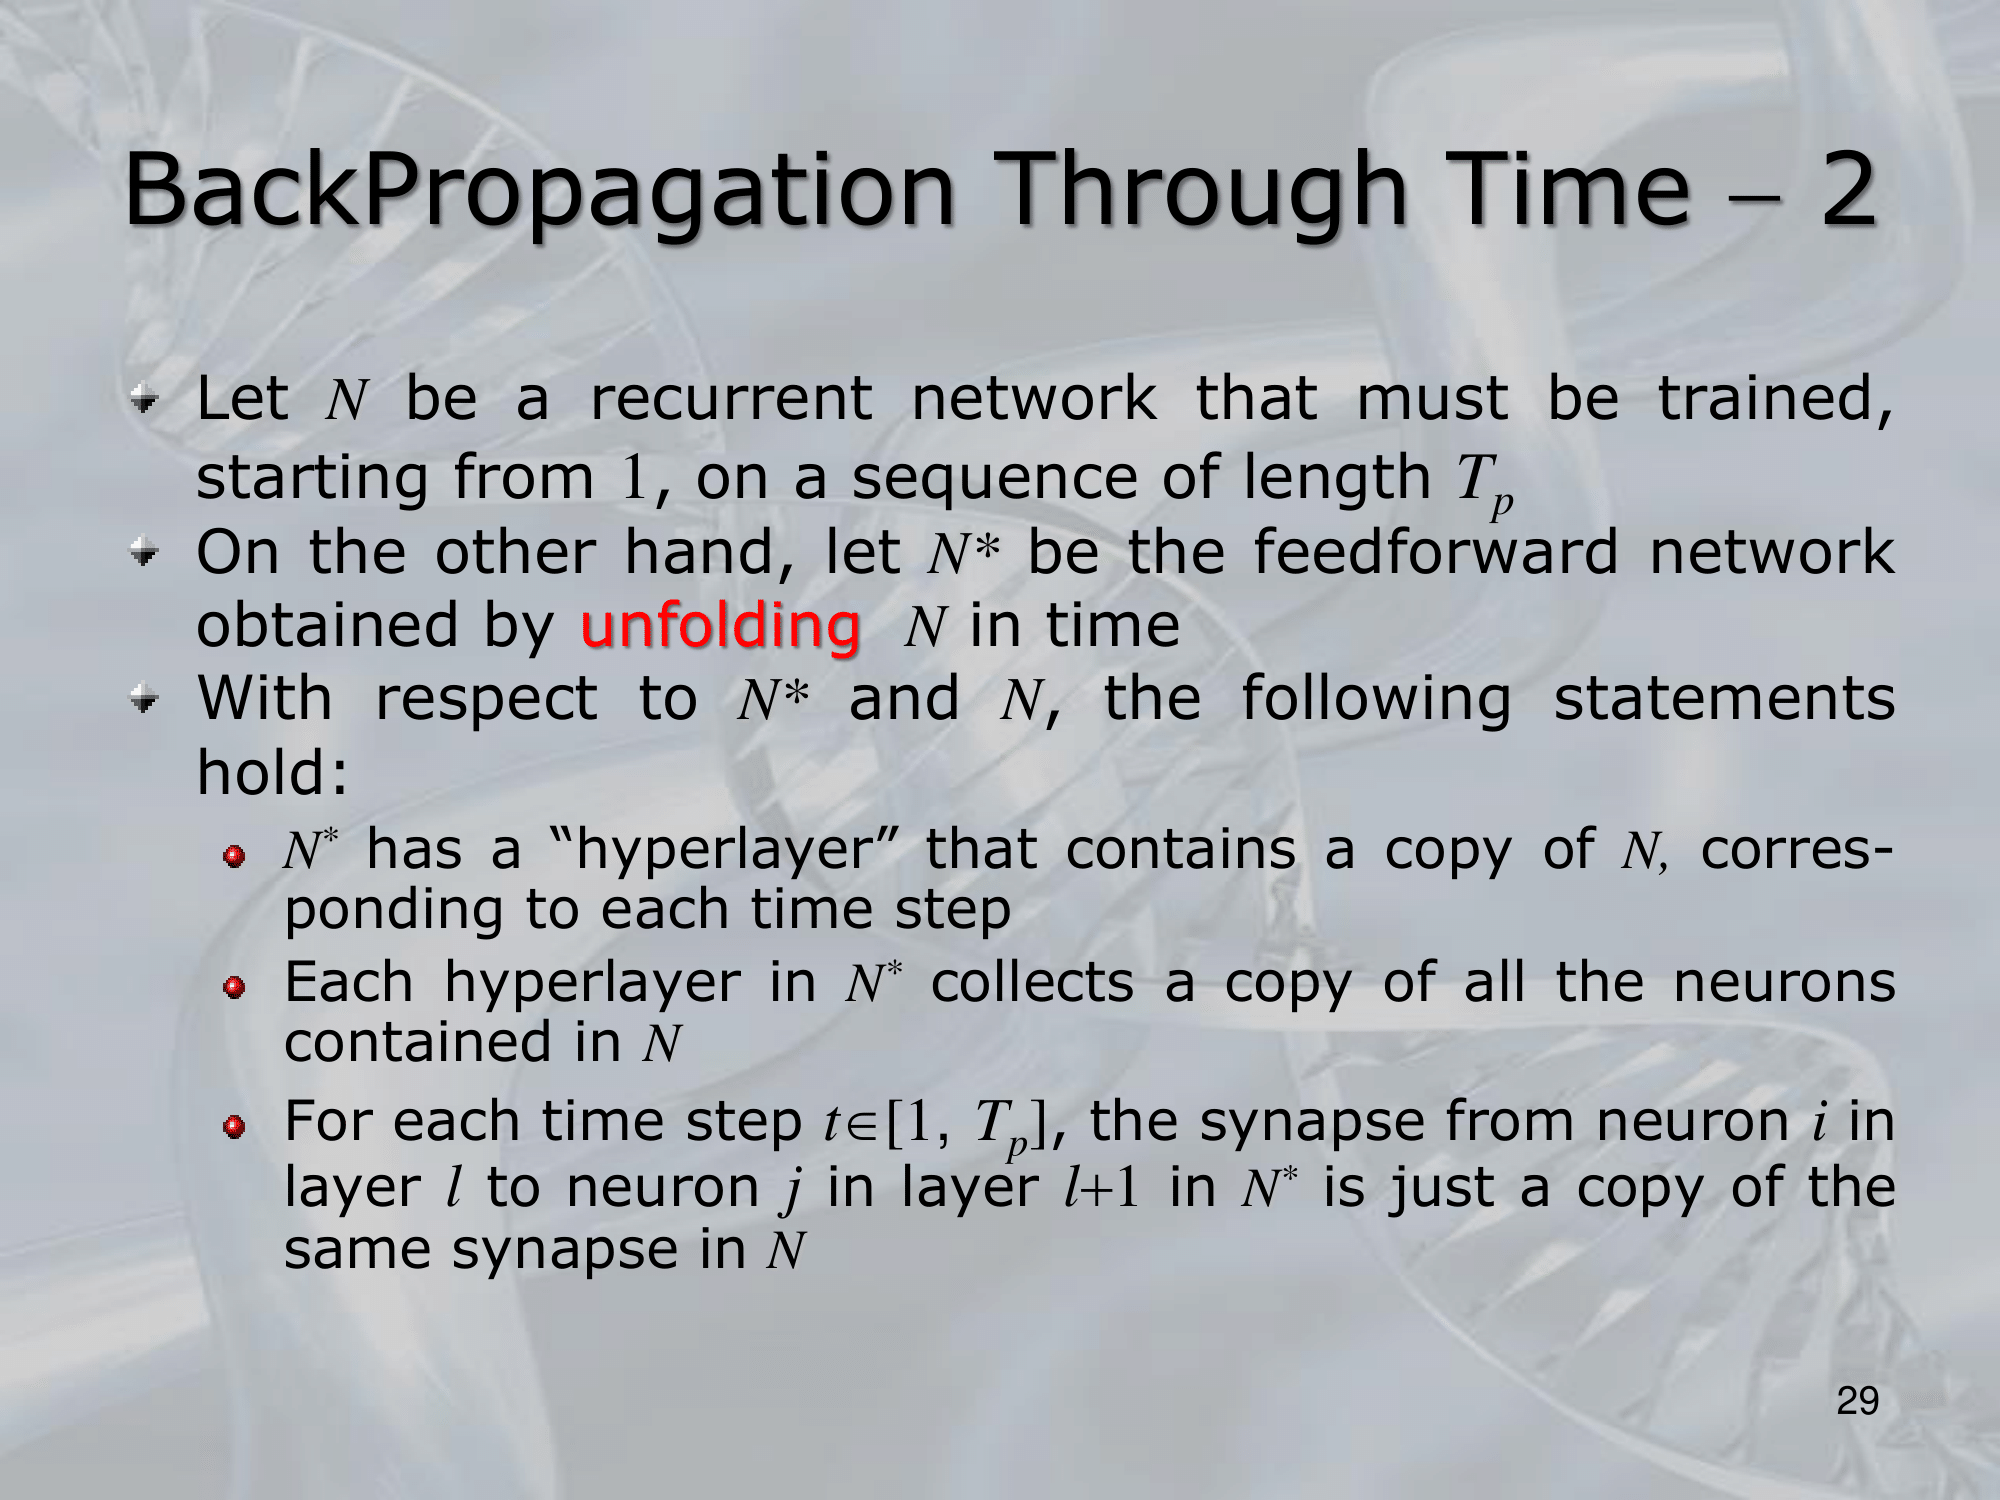 BackPropagation Through Time – 2
Let N be a recurrent network that must be trained,
starting from 1, on a sequence of length Tp
On the other hand, let N* be the feedforward network
obtained by unfolding N in time
With respect to N* and N, the following statements
hold:
N* has a “hyperlayer” that contains a copy of N, corres-
ponding to each time step
Each hyperlayer in N* collects a copy of all the neurons
contained in N
For each time step t∈[1, Tp], the synapse from neuron i in
layer l to neuron j in layer l+1 in N* is just a copy of the
same synapse in N
29